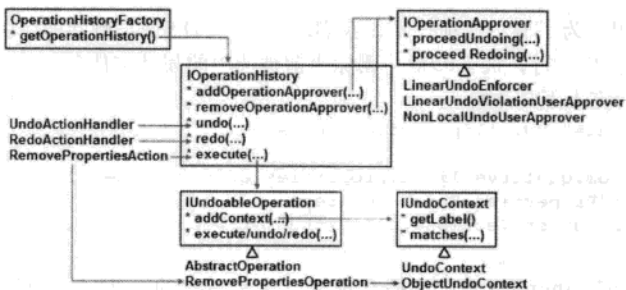 OperationHistoryFactory
* getOperationHistory()
IOperationApprover
* proceedUndoing(...)
* proceed Redoing(...)
LinearUndoEnforcer
LinearUndoViolationUserApprover
NonLocalUndoUserApprover
IOperationHistory
* addOperationApprover(...)
* removeOperationApprover(...)
* undo(...)
* redo(...)
* execute(...)
UndoActionHandler
RedoActionHandler
RemovePropertiesAction
IUndoableOperation
* addContext(...)
* execute/undo/redo(...)
AbstractOperation
RemovePropertiesOperation
IUndoContext
* getLabel()
* matches(...)
UndoContext
ObjectUndoContext